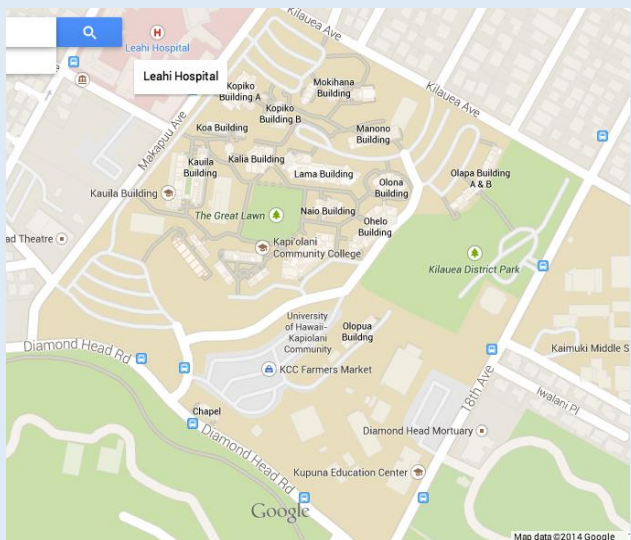 Kilauea Ave
Leahi Hospital
Leahi Hospital
Kopiko
Building A
Mokihana
Building
Kilauea Ave
Kopiko
Building B
Makapuu Ave
Koa Building
Manono
Building
Kauila
Building
Kalia Building
Lama Building
Olapa Building
A & B
Kauila Building
Olona
Building
The Great Lawn
Naio Building
Ohelo
Building
ad Theatre
Kapi'olani
Community College
Kilauea District Park
University
of Hawaii-
Kapiolani
Community
Olopua
Buildng
Diamond Head Rd
Kaimuki Middle S
KCC Farmers Market
18th Ave
Iwalani Pl
Chapel
Diamond Head Mortuary
Diamond Head Rd
Kupuna Education Center
Google
Map data ©2014 Google